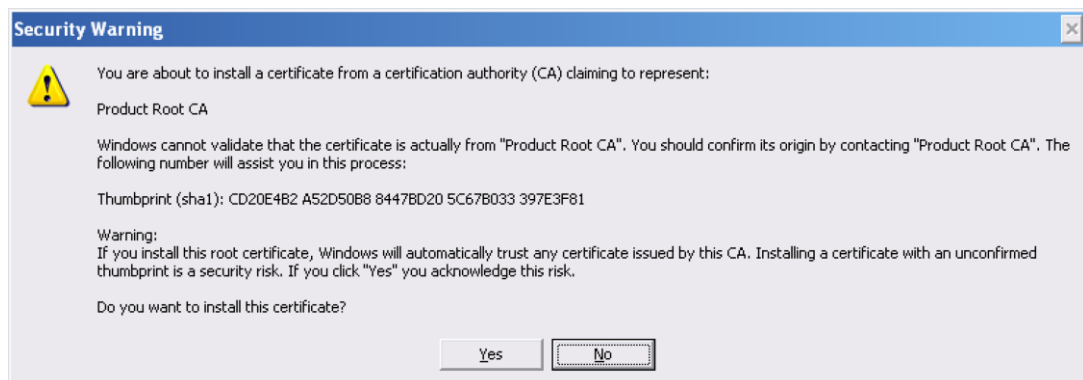 Security Warning
You are about to install a certificate from a certification authority (CA) claiming to represent:
Product Root CA
Windows cannot validate that the certificate is actually from "Product Root CA". You should confirm its origin by contacting "Product Root CA". The
following number will assist you in this process:
Thumbprint (sha1): CD20E4B2 A52D50B8 8447BD20 5C67B033 397E3F81
Warning:
If you install this root certificate, Windows will automatically trust any certificate issued by this CA. Installing a certificate with an unconfirmed
thumbprint is a security risk. If you click "Yes" you acknowledge this risk.
Do you want to install this certificate?
Yes No